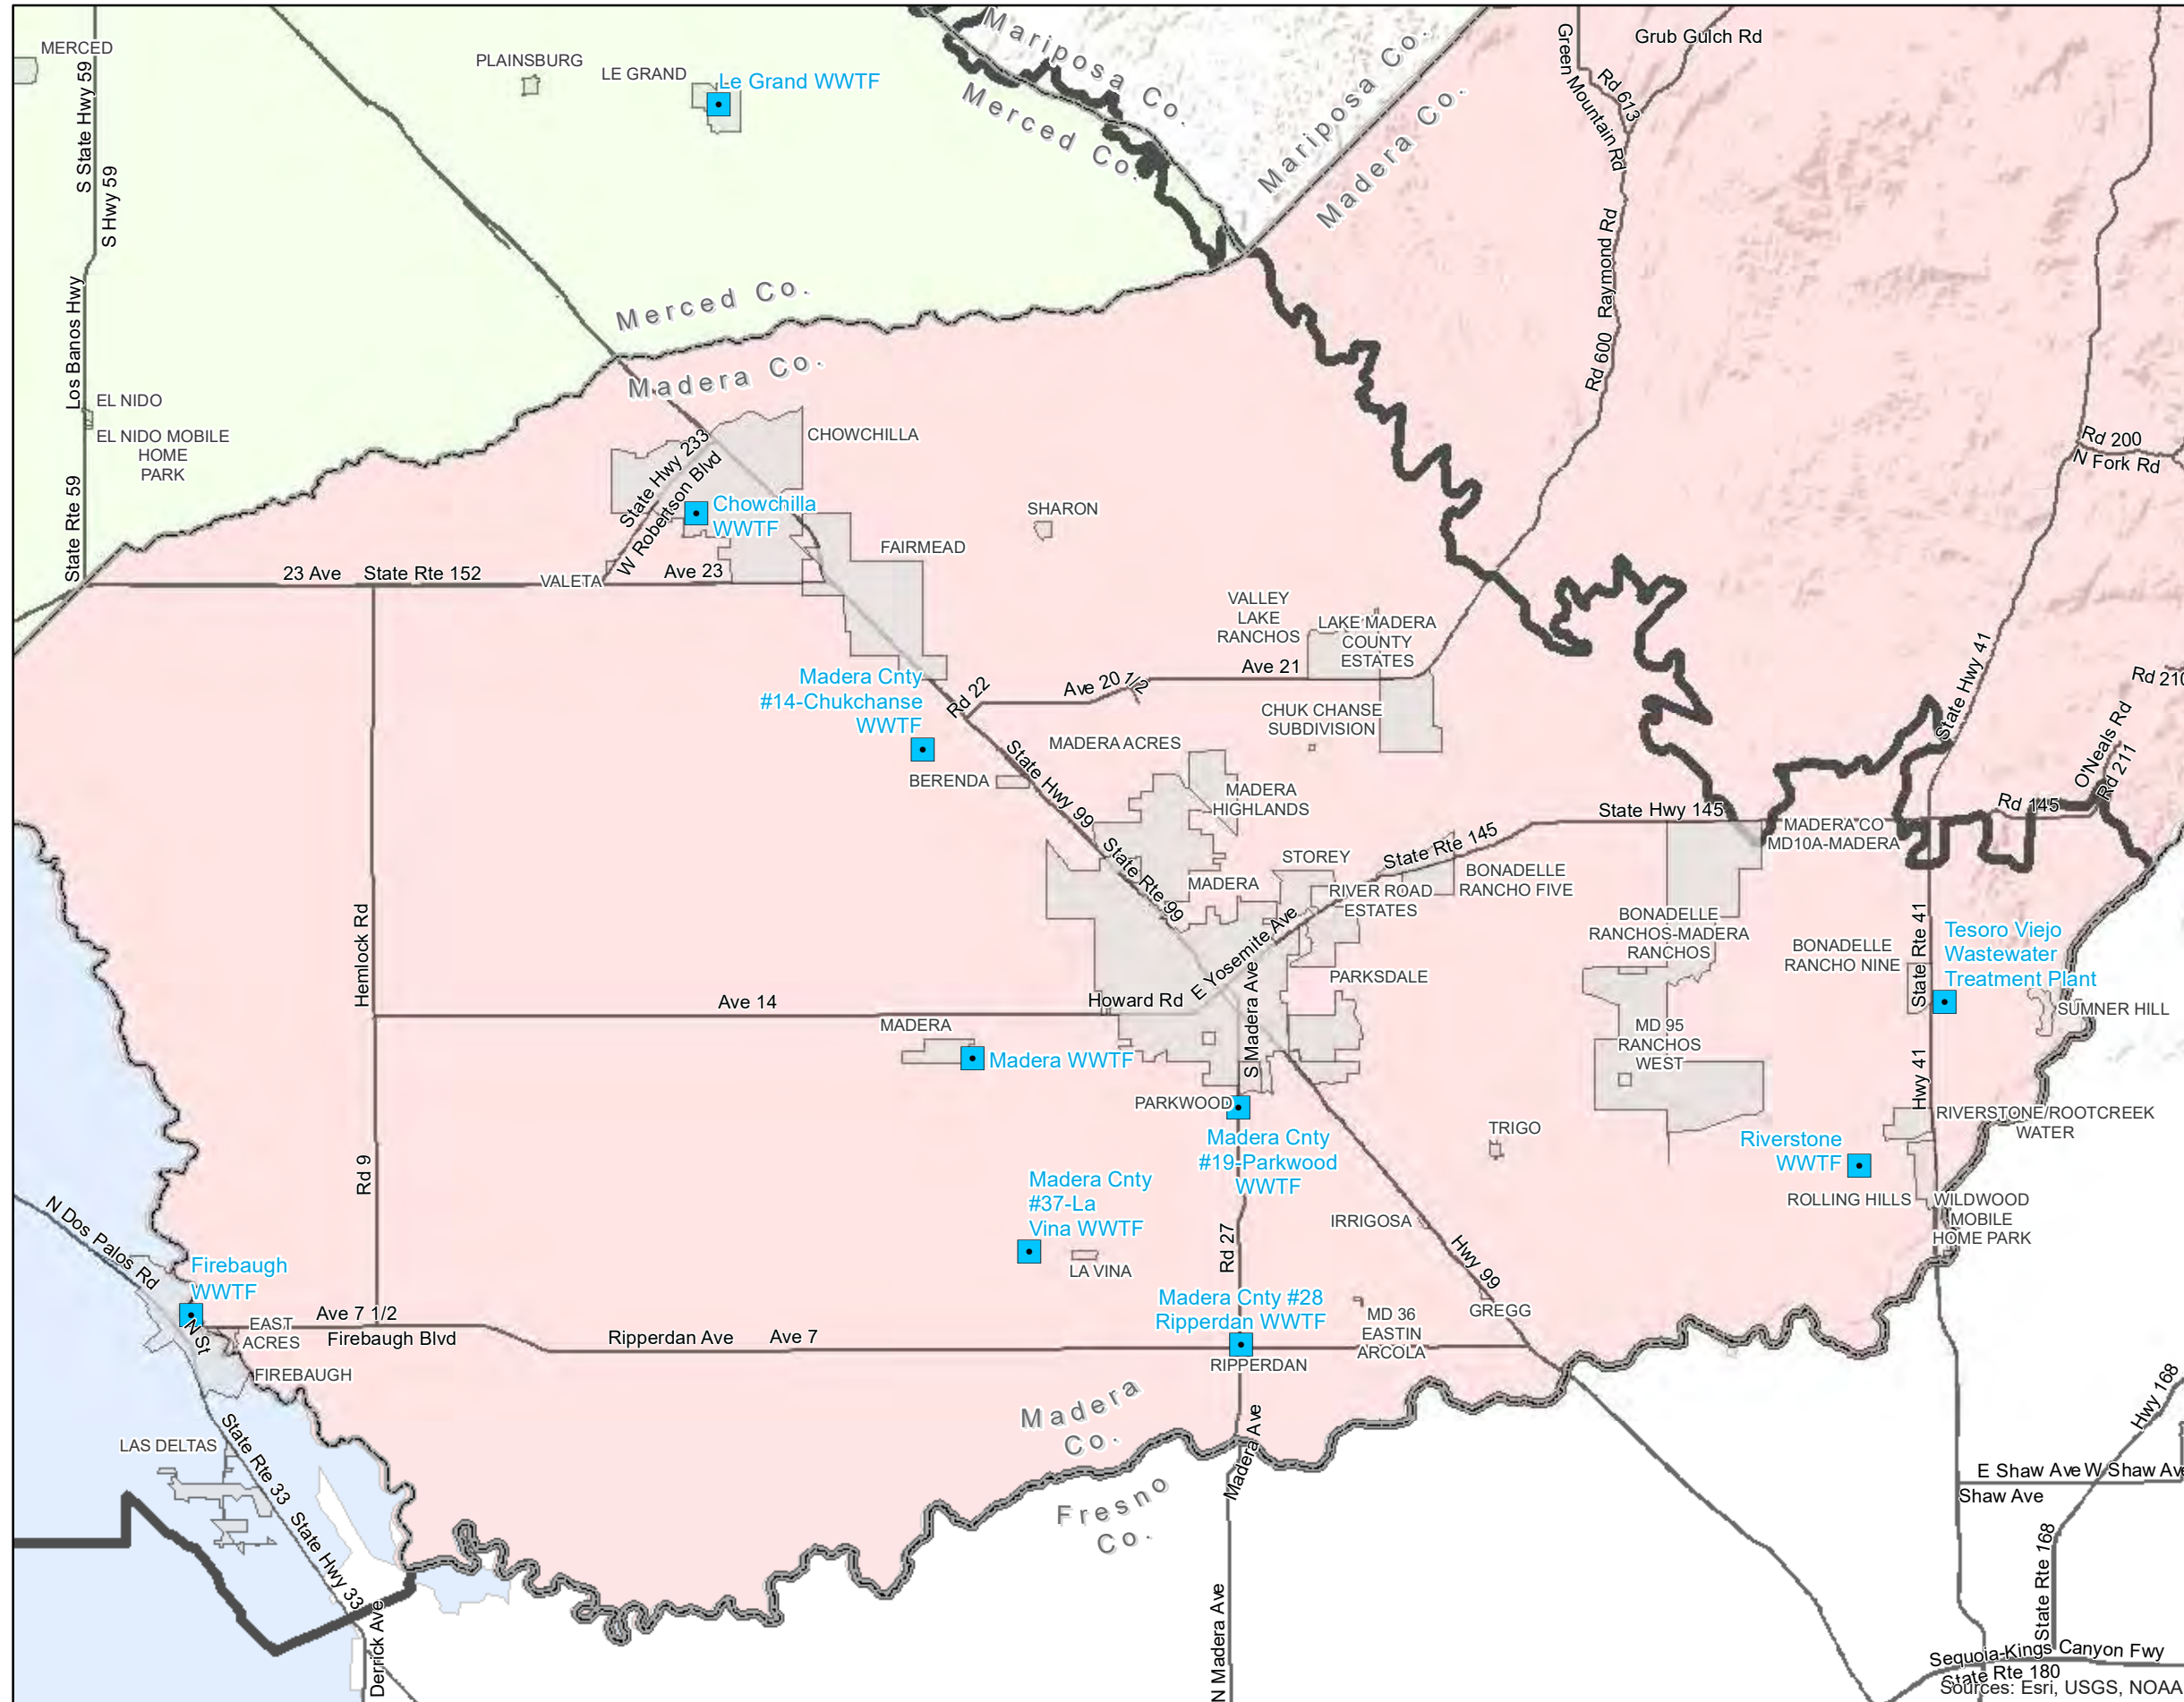 MERCED
S State Hwy 59
S Hwy 59
Los Banos Hwy
State Rte 59
PLAINSBURG
LE GRAND
Le Grand WWTF
Mariposa Co.
Merced Co.
Mariposa Co.
Madera Co.
Green Mountain Rd
Grub Gulch Rd
Rd 613
Raymond Rd
Rd 600
Merced Co.
Madera Co.
EL NIDO
EL NIDO MOBILE
HOME
PARK
CHOWCHILLA
State Hwy 233
W Robertson Blvd
Chowchilla
WWTF
SHARON
FAIRMEAD
23 Ave
State Rte 152
VALETA
Ave 23
Rd 200
N Fork Rd
VALLEY
LAKE
RANCHOS
LAKE MADERA
COUNTY
ESTATES
Ave 21
Ave 20 1/2
Rd 22
State Hwy 41
Rd 210
Madera Cnty
#14-Chukchanse
WWTF
CHUK CHANSE
SUBDIVISION
MADERA ACRES
BERENDA
State Hwy 99
MADERA
HIGHLANDS
O'Neals Rd
Rd 211
Rd 145
State Hwy 145
MADERA CO
MD10A-MADERA
State Rte 99
STOREY
State Rte 145
BONADELLE
RANCHO FIVE
MADERA
RIVER ROAD
ESTATES
E Yosemite Ave
BONADELLE
RANCHOS-MADERA
RANCHOS
BONADELLE
RANCHO NINE
State Rte 41
Tesoro Viejo
Wastewater
Treatment Plant
Hemlock Rd
Ave 14
Howard Rd
S Madera Ave
PARKSDALE
SUMNER HILL
MADERA
Madera WWTF
MD 95
RANCHOS
WEST
Hwy 41
PARKWOOD
Madera Cnty
#19-Parkwood
WWTF
TRIGO
RIVERSTONE/ROOTCREEK
WATER
Riverstone
WWTF
Rd 9
Madera Cnty
#37-La
Vina WWTF
LA VINA
Rd 27
IRRIGOSA
ROLLING HILLS
WILDWOOD
MOBILE
HOME PARK
N Dos Palos Rd
Firebaugh
WWTF
Hwy 99
Madera Cnty #28
Ripperdan WWTF
GREGG
N St
EAST
ACRES
Ave 7 1/2
Firebaugh Blvd
Ripperdan Ave
Ave 7
MD 36
EASTIN
ARCOLA
RIPPERDAN
FIREBAUGH
Madera
Co.
Madera Ave
Hwy 168
LAS DELTAS
State Rte 33
State Hwy 33
Fresno
Co.
E Shaw Ave
W Shaw Ave
Shaw Ave
State Rte 168
Derrick Ave
N Madera Ave
Sequoia-Kings Canyon Fwy
State Rte 180
Sources: Esri, USGS, NOAA